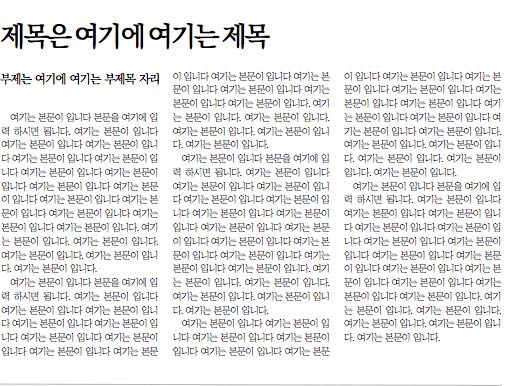 제목은 여기에 여기는 제목
부제는 여기에 여기는 부제목 자리
여기는 본문이 입니다 본문을 여기에 입
력 하시면 됩니다. 여기는 본문이 입니다
여기는 본문이 입니다 여기는 본문이 입니
다 여기는 본문이 입니다 여기는 본문이 입
니다 여기는 본문이 입니다 여기는 본문이
입니다 여기는 본문이 입니다 여기는 본문
이 입니다 여기는 본문이 입니다 여기는 본
문이 입니다 여기는 본문이 입니다 여기는
본문이 입니다 여기는 본문이 입니다. 여기
는 본문이 입니다. 여기는 본문이 입니다.
여기는 본문이 입니다. 여기는 본문이 입니
다. 여기는 본문이 입니다.
여기는 본문이 입니다 본문을 여기에 입
력 하시면 됩니다. 여기는 본문이 입니다
여기는 본문이 입니다 여기는 본문이 입니
다 여기는 본문이 입니다 여기는 본문이 입
니다 여기는 본문이 입니다 여기는 본문이
입니다 여기는 본문이 입니다 여기는 본문
이 입니다 여기는 본문이 입니다 여기는 본
문이 입니다 여기는 본문이 입니다 여기는
본문이 입니다 여기는 본문이 입니다. 여기
는 본문이 입니다. 여기는 본문이 입니다.
여기는 본문이 입니다. 여기는 본문이 입니
다. 여기는 본문이 입니다.
여기는 본문이 입니다 본문을 여기에 입
력 하시면 됩니다. 여기는 본문이 입니다
여기는 본문이 입니다 여기는 본문이 입니
다 여기는 본문이 입니다 여기는 본문이 입
니다 여기는 본문이 입니다 여기는 본문이
입니다 여기는 본문이 입니다 여기는 본문
이 입니다 여기는 본문이 입니다 여기는 본
문이 입니다 여기는 본문이 입니다 여기는
본문이 입니다 여기는 본문이 입니다. 여기
는 본문이 입니다. 여기는 본문이 입니다.
여기는 본문이 입니다. 여기는 본문이 입니
다. 여기는 본문이 입니다.
여기는 본문이 입니다 여기는 본문이 입
니다 여기는 본문이 입니다 여기는 본문이
입니다 여기는 본문이 입니다 여기는 본문
이 입니다 여기는 본문이 입니다 여기는 본
문이 입니다 여기는 본문이 입니다 여기는
본문이 입니다 여기는 본문이 입니다. 여기
는 본문이 입니다. 여기는 본문이 입니다. 여
기는 본문이 입니다. 여기는 본문이 입니다.
여기는 본문이 입니다. 여기는 본문이 입니
다. 여기는 본문이 입니다. 여기는 본문이
입니다. 여기는 본문이 입니다.
여기는 본문이 입니다 본문을 여기에 입
력 하시면 됩니다. 여기는 본문이 입니다
여기는 본문이 입니다 여기는 본문이 입니
다 여기는 본문이 입니다 여기는 본문이 입
니다 여기는 본문이 입니다 여기는 본문이
입니다 여기는 본문이 입니다 여기는 본문
이 입니다 여기는 본문이 입니다 여기는 본
문이 입니다 여기는 본문이 입니다 여기는
본문이 입니다 여기는 본문이 입니다. 여기
는 본문이 입니다. 여기는 본문이 입니다.
여기는 본문이 입니다. 여기는 본문이 입니
다. 여기는 본문이 입니다.